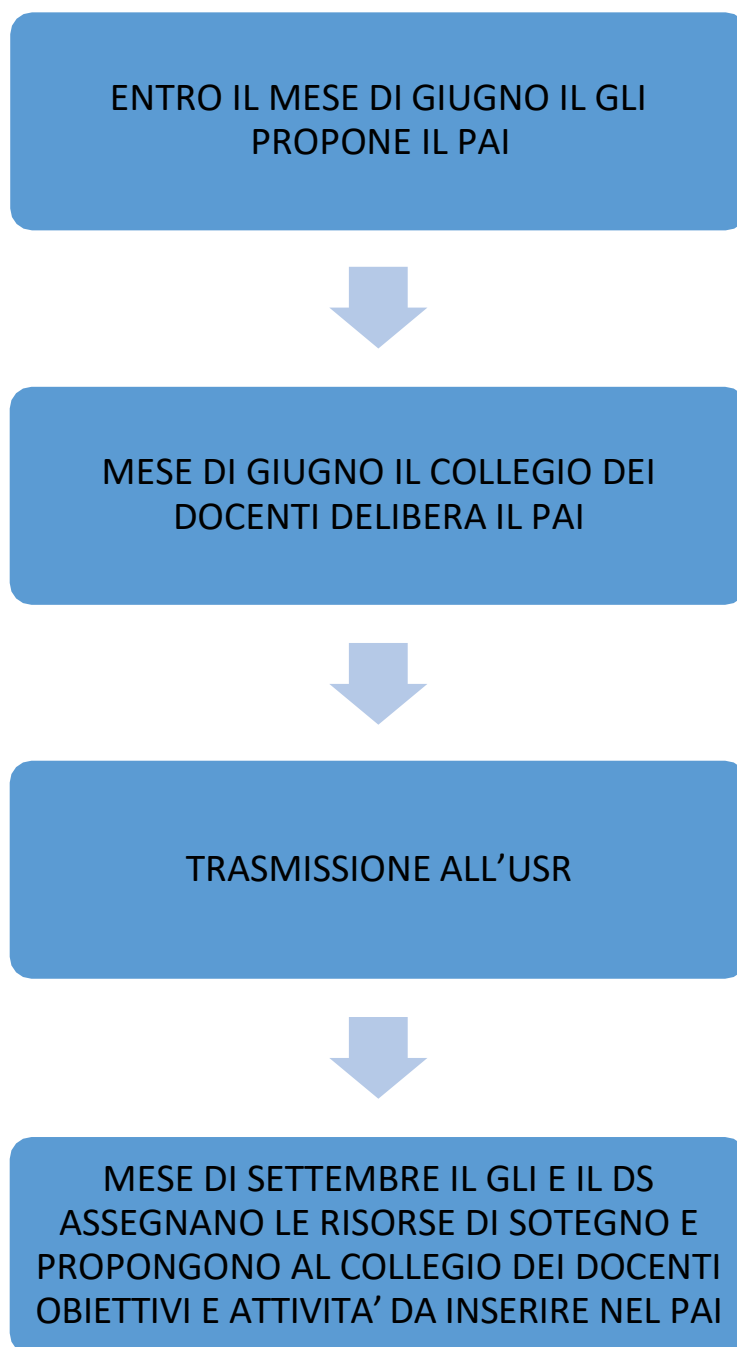 ENTRO IL MESE DI GIUGNO IL GLI
PROPONE IL PAI
MESE DI GIUGNO IL COLLEGIO DEI
DOCENTI DELIBERA IL PAI
TRASMISSIONE ALL’USR
MESE DI SETTEMBRE IL GLI E IL DS
ASSEGNANO LE RISORSE DI SOTEGNO E
PROPONGONO AL COLLEGIO DEI DOCENTI
OBIETTIVI E ATTIVITA’ DA INSERIRE NEL PAI